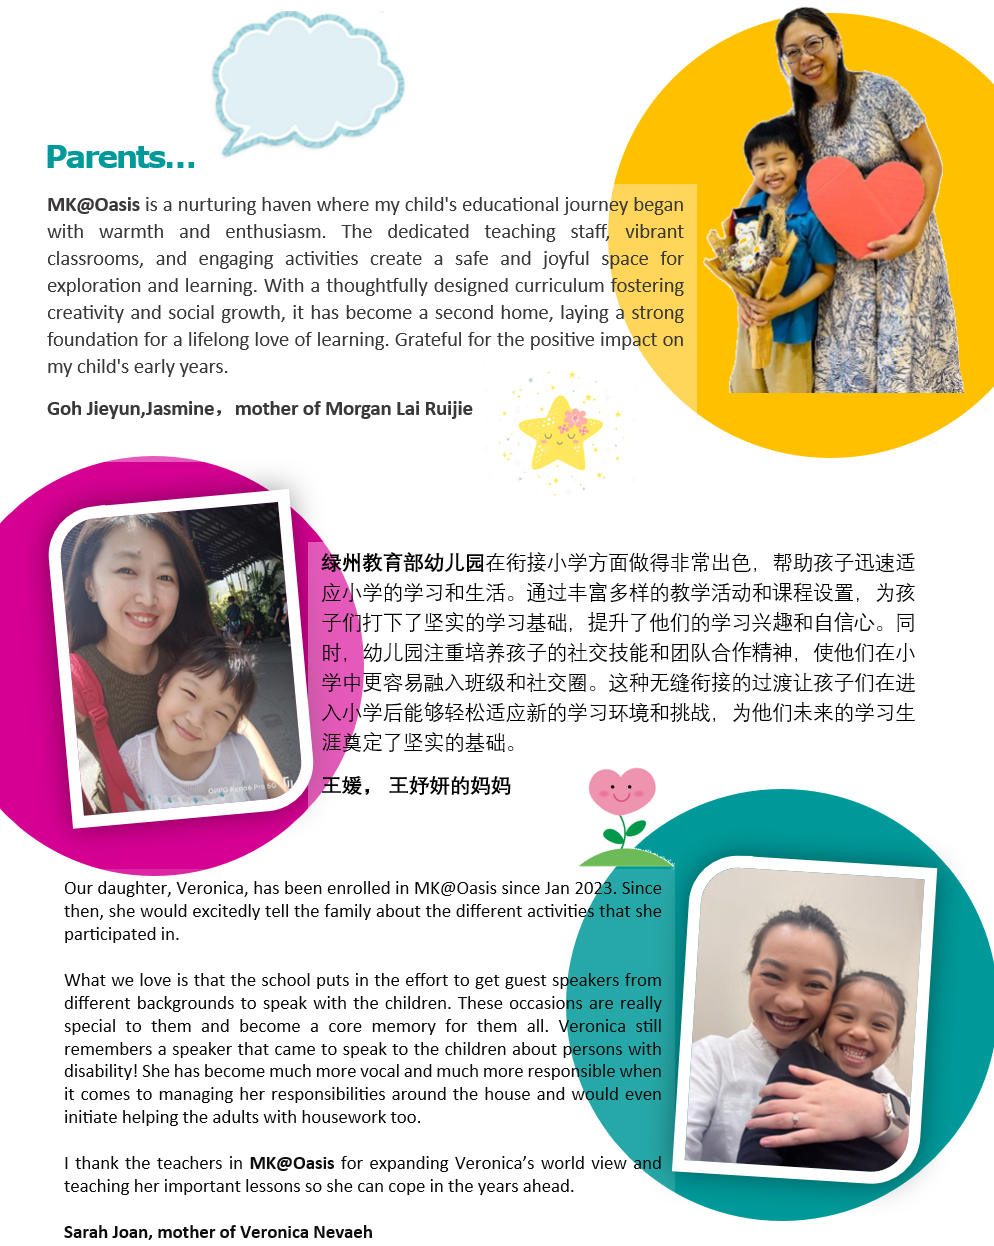 Parents...
MK@Oasis is a nurturing haven where my child's educational journey began
with warmth and enthusiasm. The dedicated teaching staff, vibrant
classrooms, and engaging activities create a safe and joyful space for
exploration and learning. With a thoughtfully designed curriculum fostering
creativity and social growth, it has become a second home, laying a strong
foundation for a lifelong love of learning. Grateful for the positive impact on
my child's early years.
Goh Jieyun,Jasmine，mother of Morgan Lai Ruijie
绿州教育部幼儿园在衔接小学方面做得非常出色，帮助孩子迅速适
应小学的学习和生活。通过丰富多样的教学活动和课程设置，为孩
子们打下了坚实的学习基础，提升了他们的学习兴趣和自信心。同
时，幼儿园注重培养孩子的社交技能和团队合作精神，使他们在小
学中更容易融入班级和社交圈。这种无缝衔接的过渡让孩子们在进
入小学后能够轻松适应新的学习环境和挑战，为他们未来的学习生
涯奠定了坚实的基础。
OPPO Reno6 Pro 5G
王媛， 王妤妍的妈妈
Our daughter, Veronica, has been enrolled in MK@Oasis since Jan 2023. Since
then, she would excitedly tell the family about the different activities that she
participated in.
What we love is that the school puts in the effort to get guest speakers from
different backgrounds to speak with the children. These occasions are really
special to them and become a core memory for them all. Veronica still
remembers a speaker that came to speak to the children about persons with
disability! She has become much more vocal and much more responsible when
it comes to managing her responsibilities around the house and would even
initiate helping the adults with housework too.
I thank the teachers in MK@Oasis for expanding Veronica’s world view and
teaching her important lessons so she can cope in the years ahead.
Sarah Joan, mother of Veronica Nevaeh